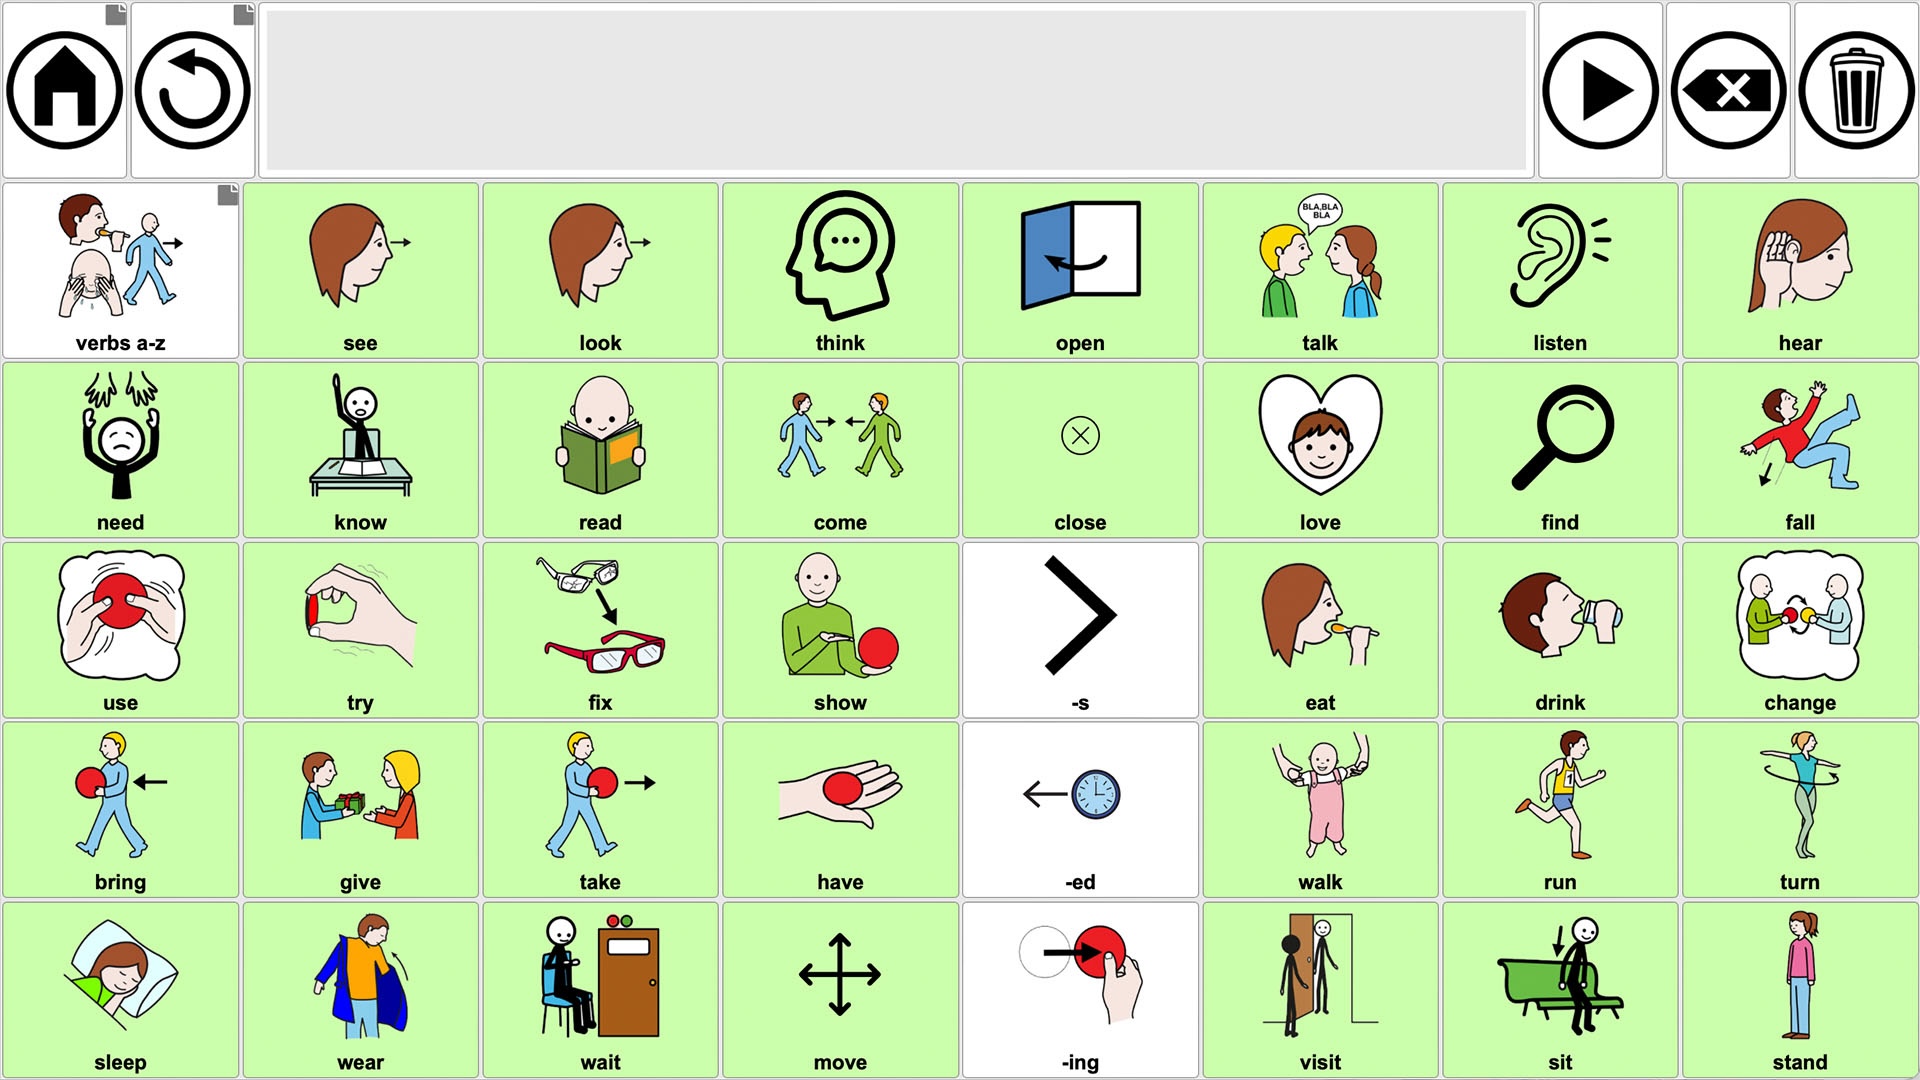 verbs a-z
see
look
think
open
BLA,BLA
BLA
talk
listen
hear
need
know
read
come
close
love
find
fall
use
try
fix
show
-s
eat
drink
change
bring
give
take
have
-ed
walk
1
run
turn
sleep
wear
wait
move
-ing
visit
sit
stand